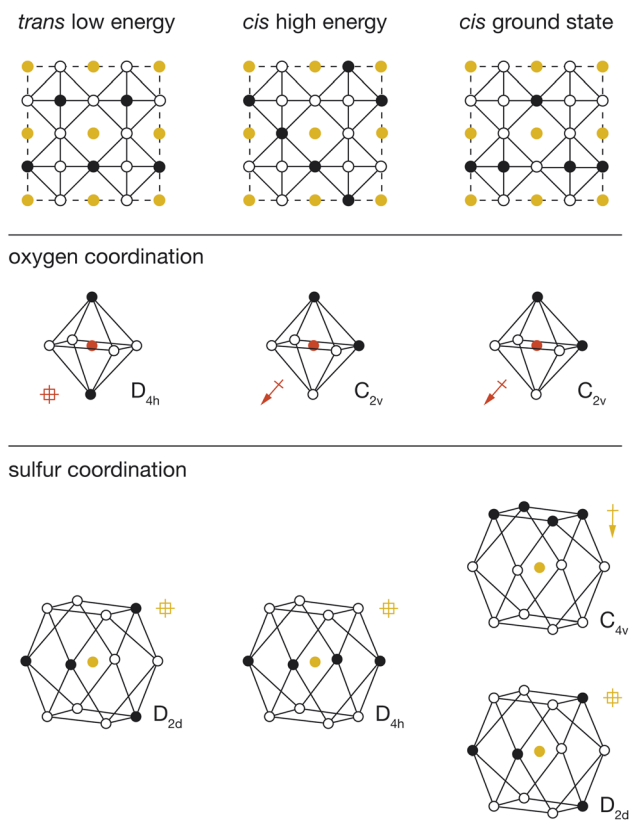 trans low energy
cis high energy
cis ground state
oxygen coordination
D4h
C2v
C2v
sulfur coordination
C4v
D2d
D4h
D2d